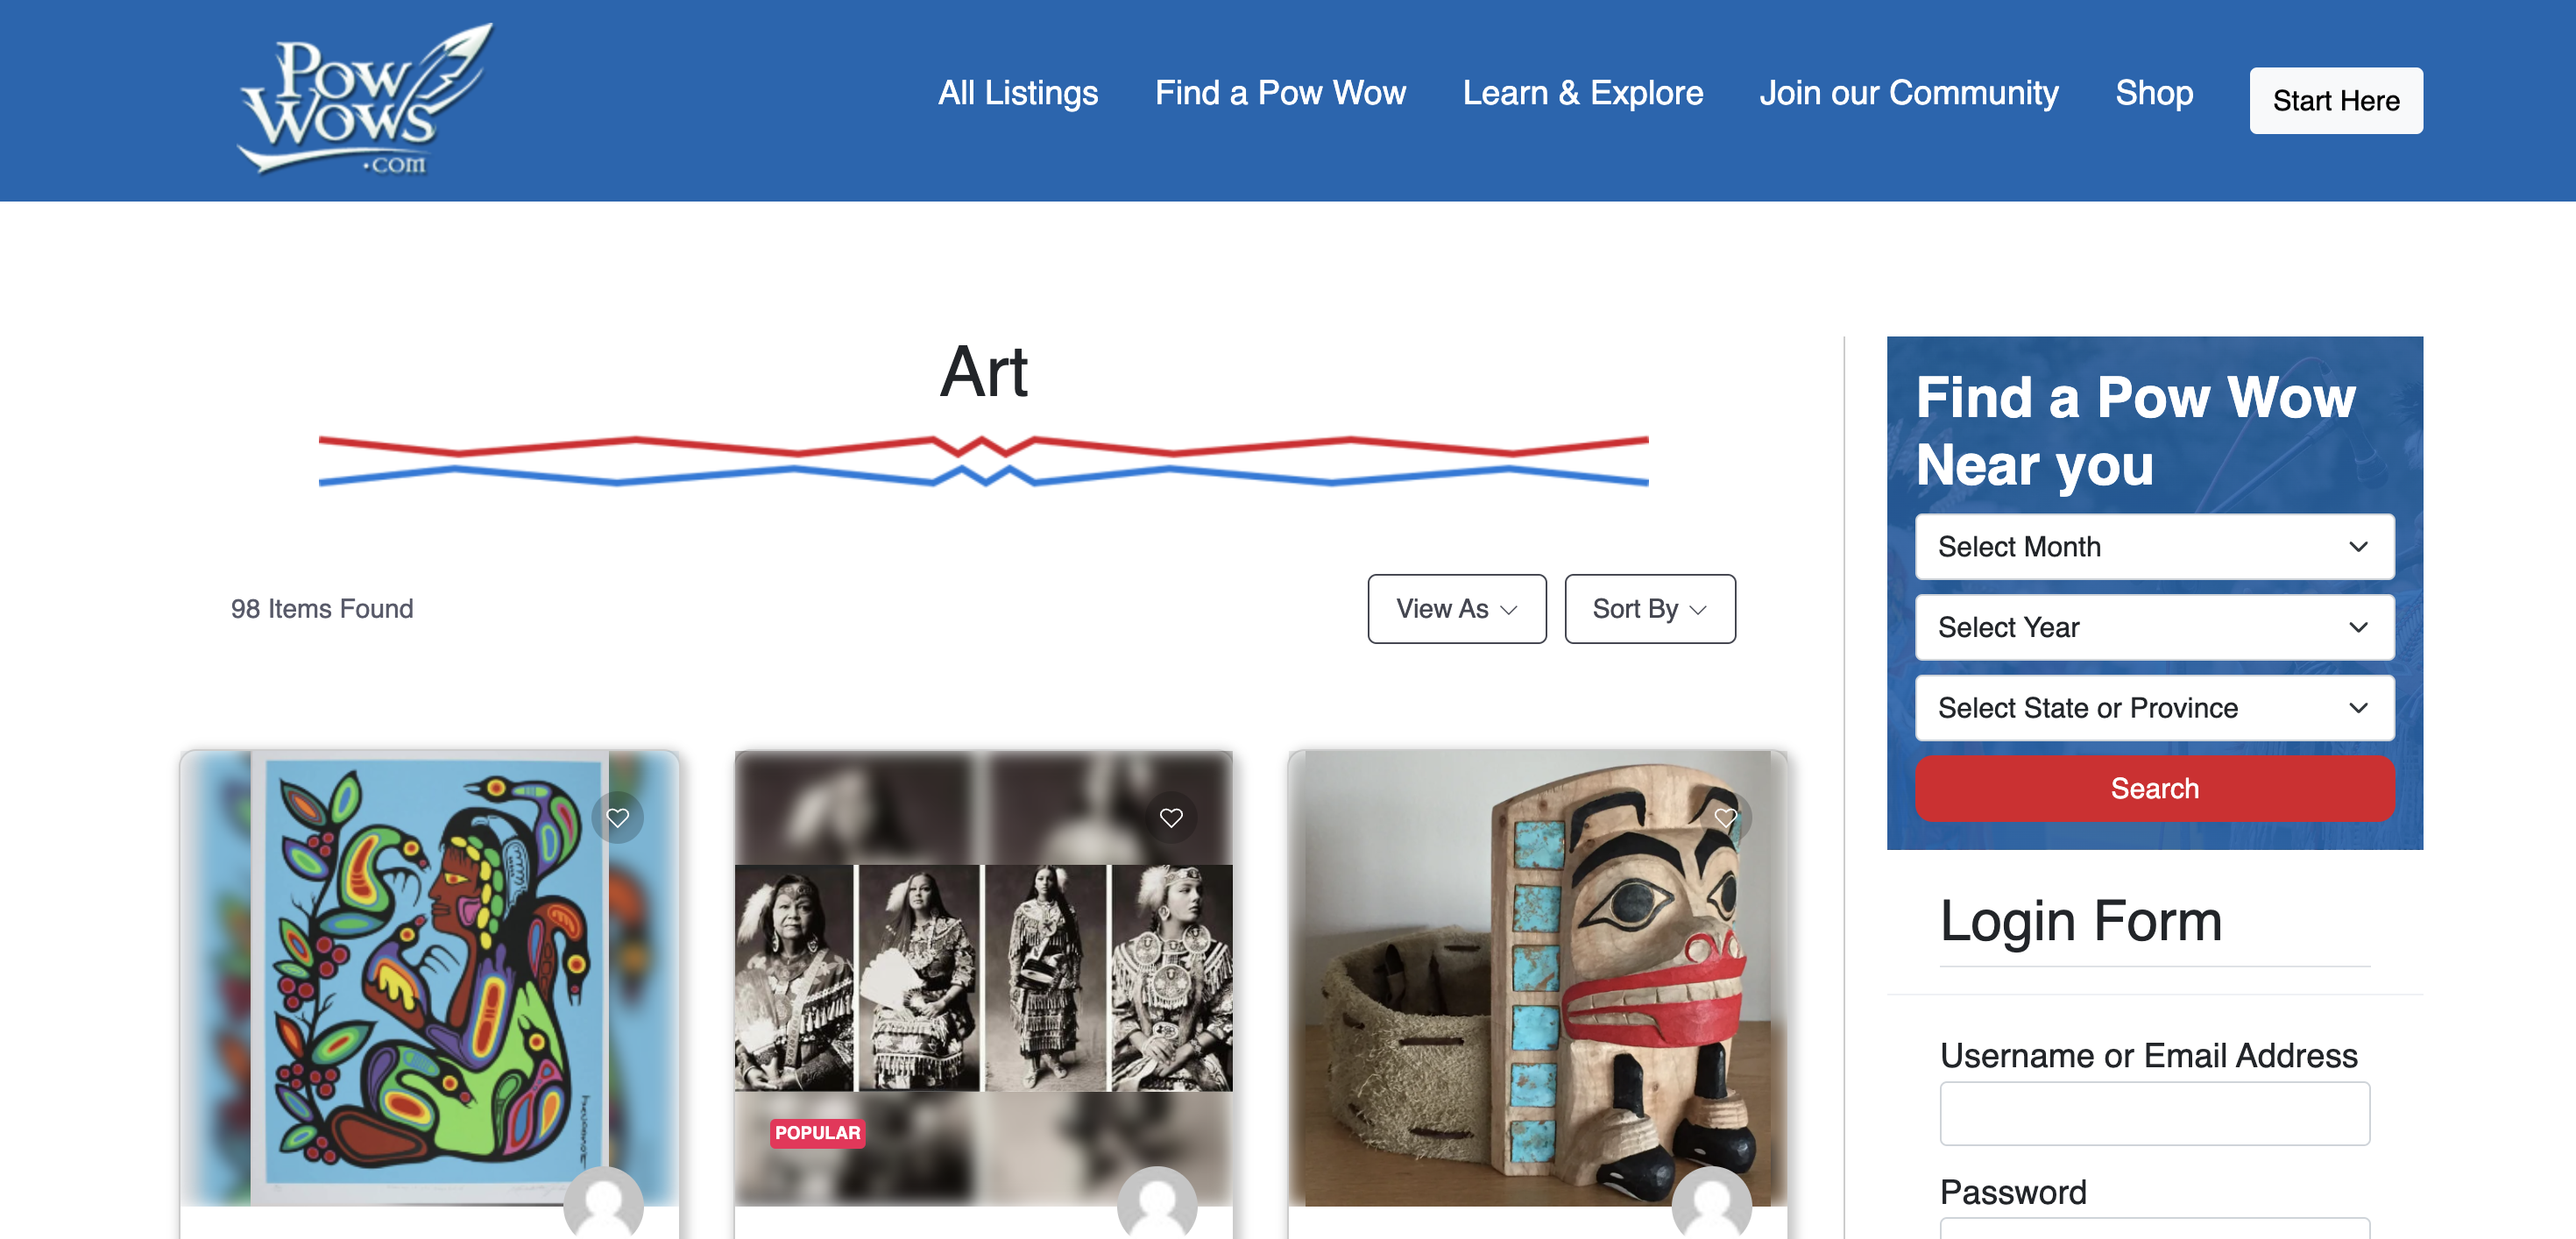 Pow
Wows
.com
All Listings
Find a Pow Wow
Learn & Explore
Join our Community
Shop
Start Here
Art
98 Items Found
View As
Sort By
POPULAR
Find a Pow Wow
Near you
Select Month
Select Year
Select State or Province
Search
Login Form
Username or Email Address
Password